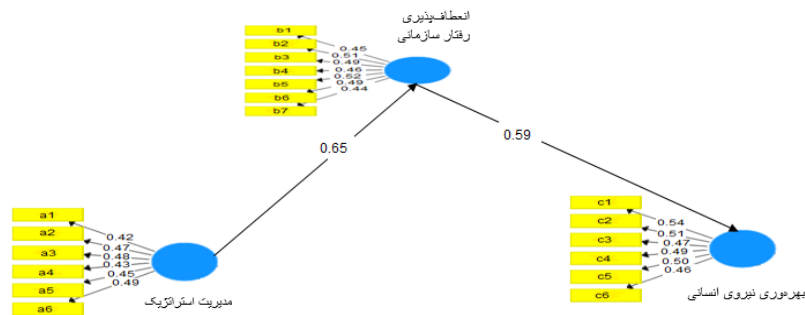 انعطاف‌پذیری
رفتار سازمانی
b1
b2
b3
b4
b5
b6
b7
0.45
0.51
0.49
0.46
0.52
0.49
0.44
0.65
0.59
a1
a2
a3
a4
a5
a6
0.42
0.47
0.48
0.43
0.45
0.49
مدیریت استراتژیک
c1
c2
c3
c4
c5
c6
0.54
0.51
0.47
0.49
0.50
0.46
بهره‌وری نیروی انسانی